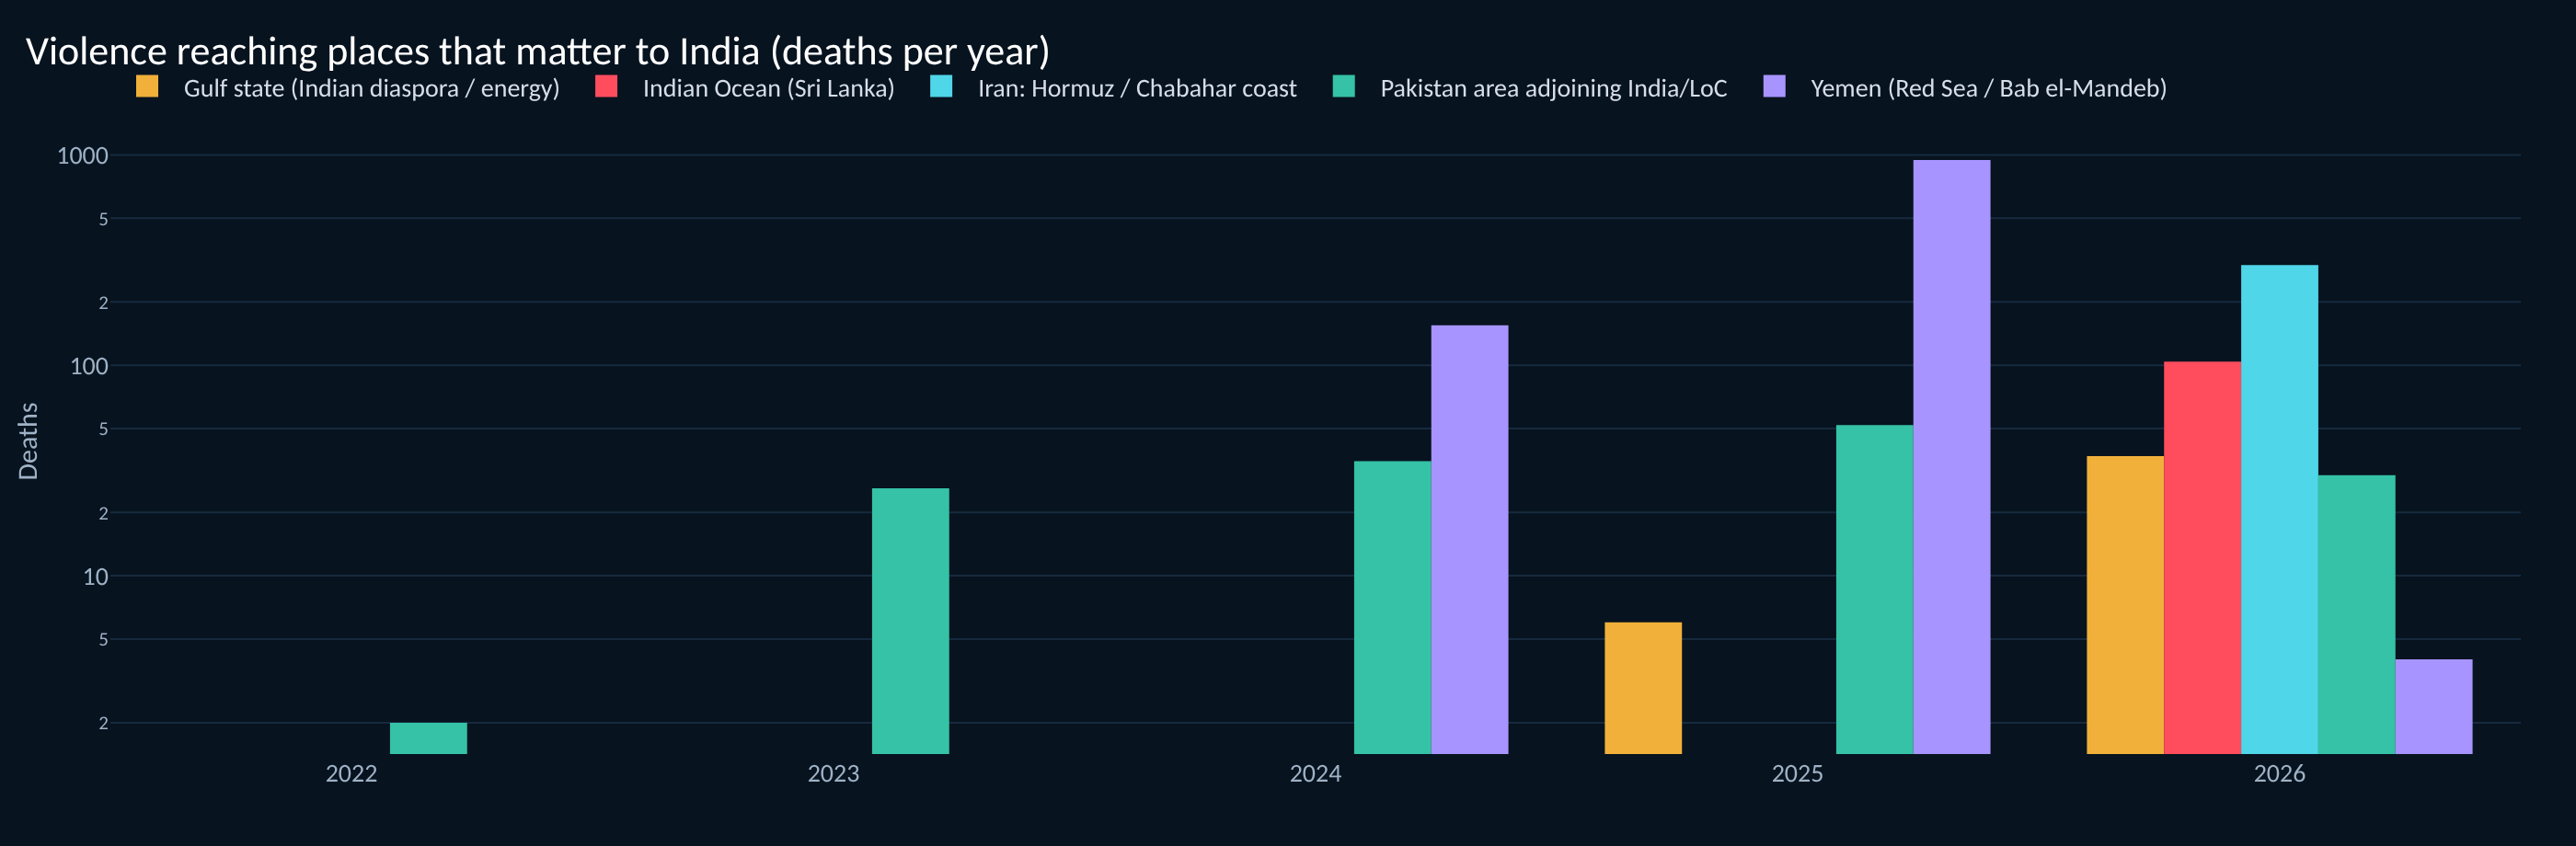 Violence reaching places that matter to India (deaths per year)
Gulf state (Indian diaspora / energy) Indian Ocean (Sri Lanka) Iran: Hormuz / Chabahar coast Pakistan area adjoining India/LoC Yemen (Red Sea / Bab el-Mandeb)
1000
5
2
100
5
2
10
5
2
Deaths
2022 2023 2024 2025 2026